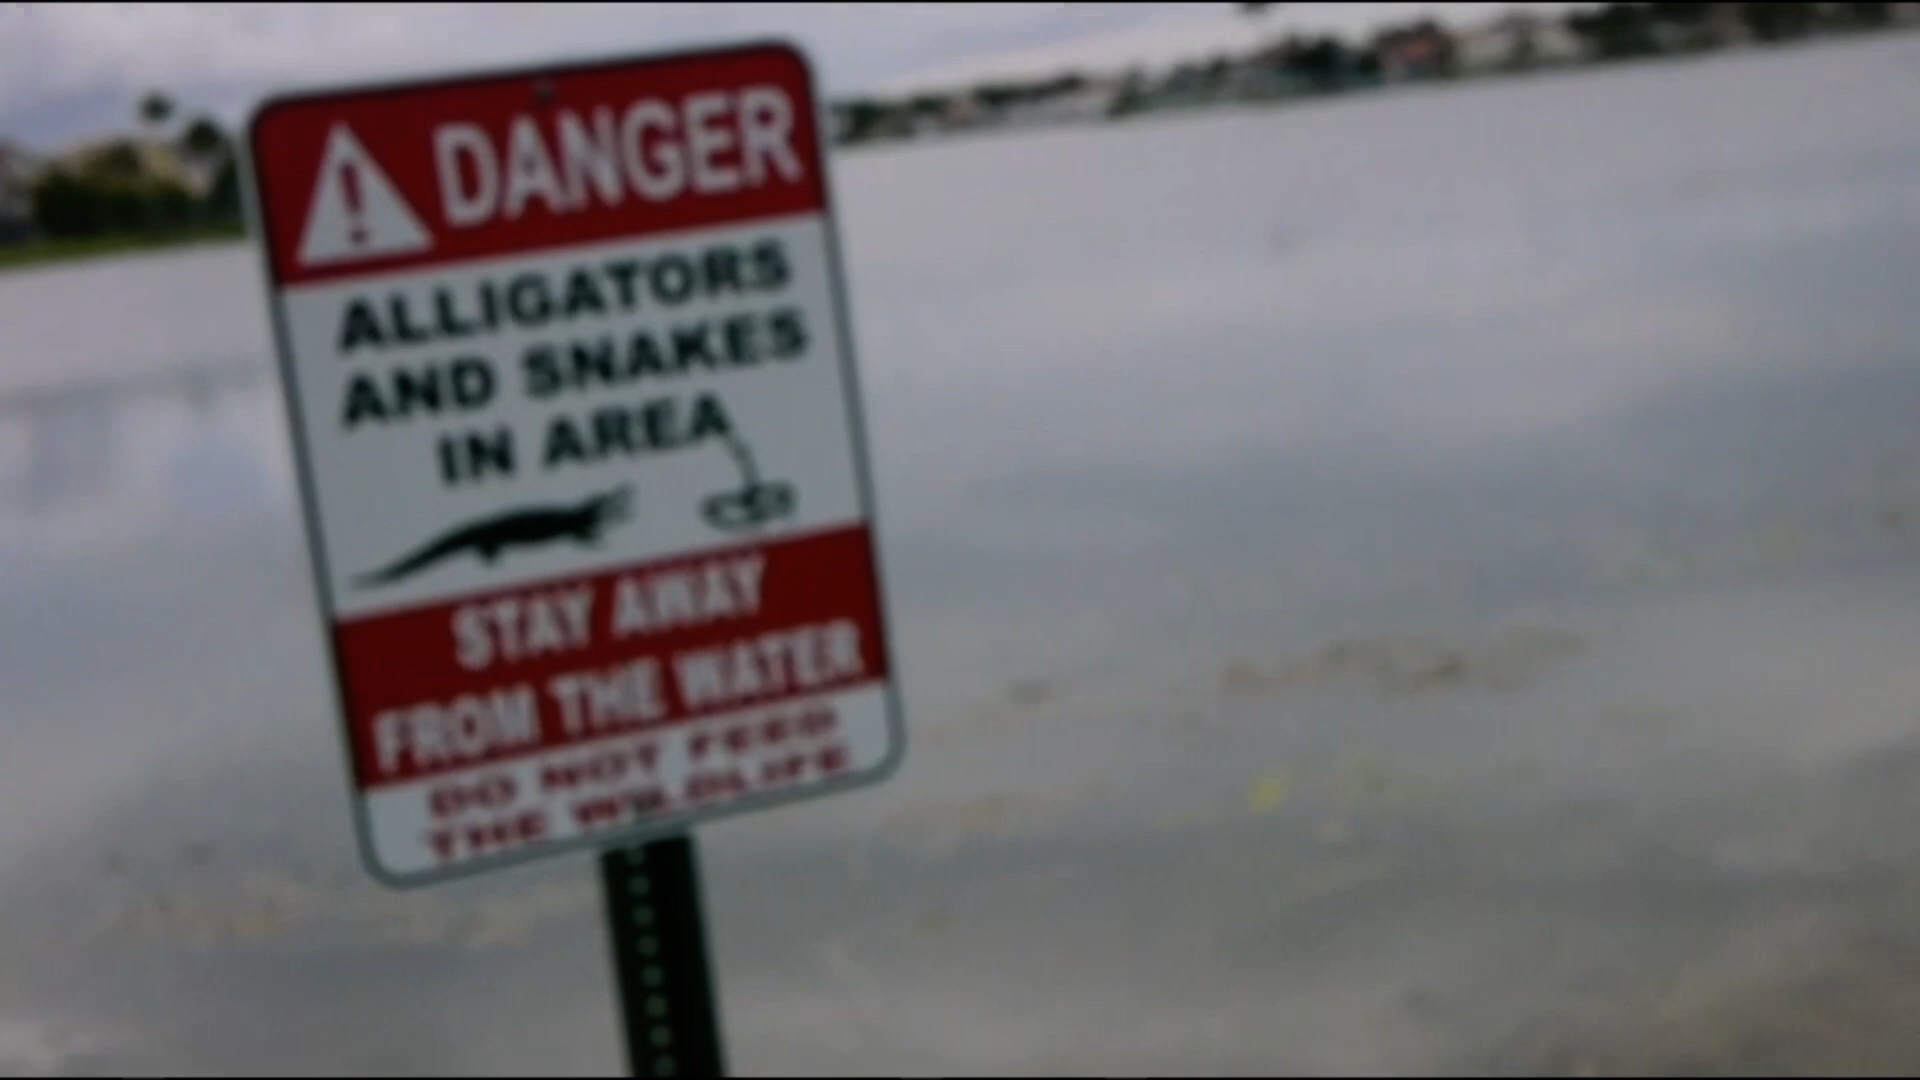 DANGER
ALLIGATORS
AND SNAKES
IN AREA
STAY AWAY
FROM THE WATER
DO NOT FEED
THE WILDLIFE